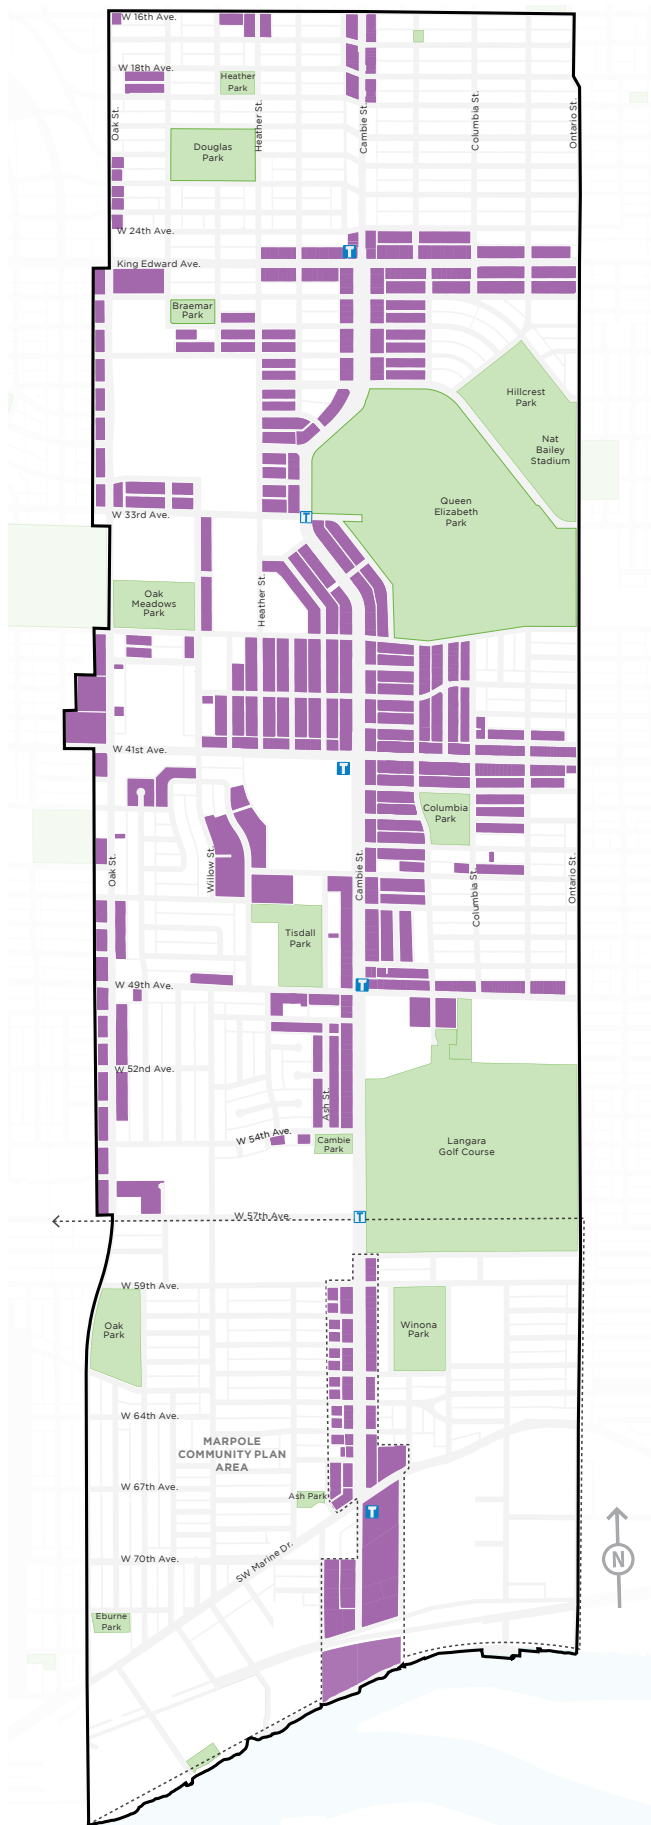 W 16th Ave.
W 18th Ave.
Heather
Park
Oak St.
Heather St.
Cambie St.
Columbia St.
Ontario St.
Douglas
Park
W 24th Ave.
T
King Edward Ave.
Braemar
Park
Hillcrest
Park
Nat
Bailey
Stadium
Queen
Elizabeth
Park
W 33rd Ave.
T
Heather St.
Oak
Meadows
Park
W 41st Ave.
T
Columbia
Park
Oak St.
Willow St.
Cambie St.
Columbia St.
Ontario St.
Tisdall
Park
W 49th Ave.
T
W 52nd Ave.
Ash St.
W 54th Ave.
Cambie
Park
Langara
Golf Course
W 57th Ave.
T
W 59th Ave.
Oak
Park
Winona
Park
W 64th Ave.
MARPOLE
COMMUNITY PLAN
AREA
W 67th Ave.
Ash Park
T
SW Marine Dr.
W 70th Ave.
N
Eburne
Park